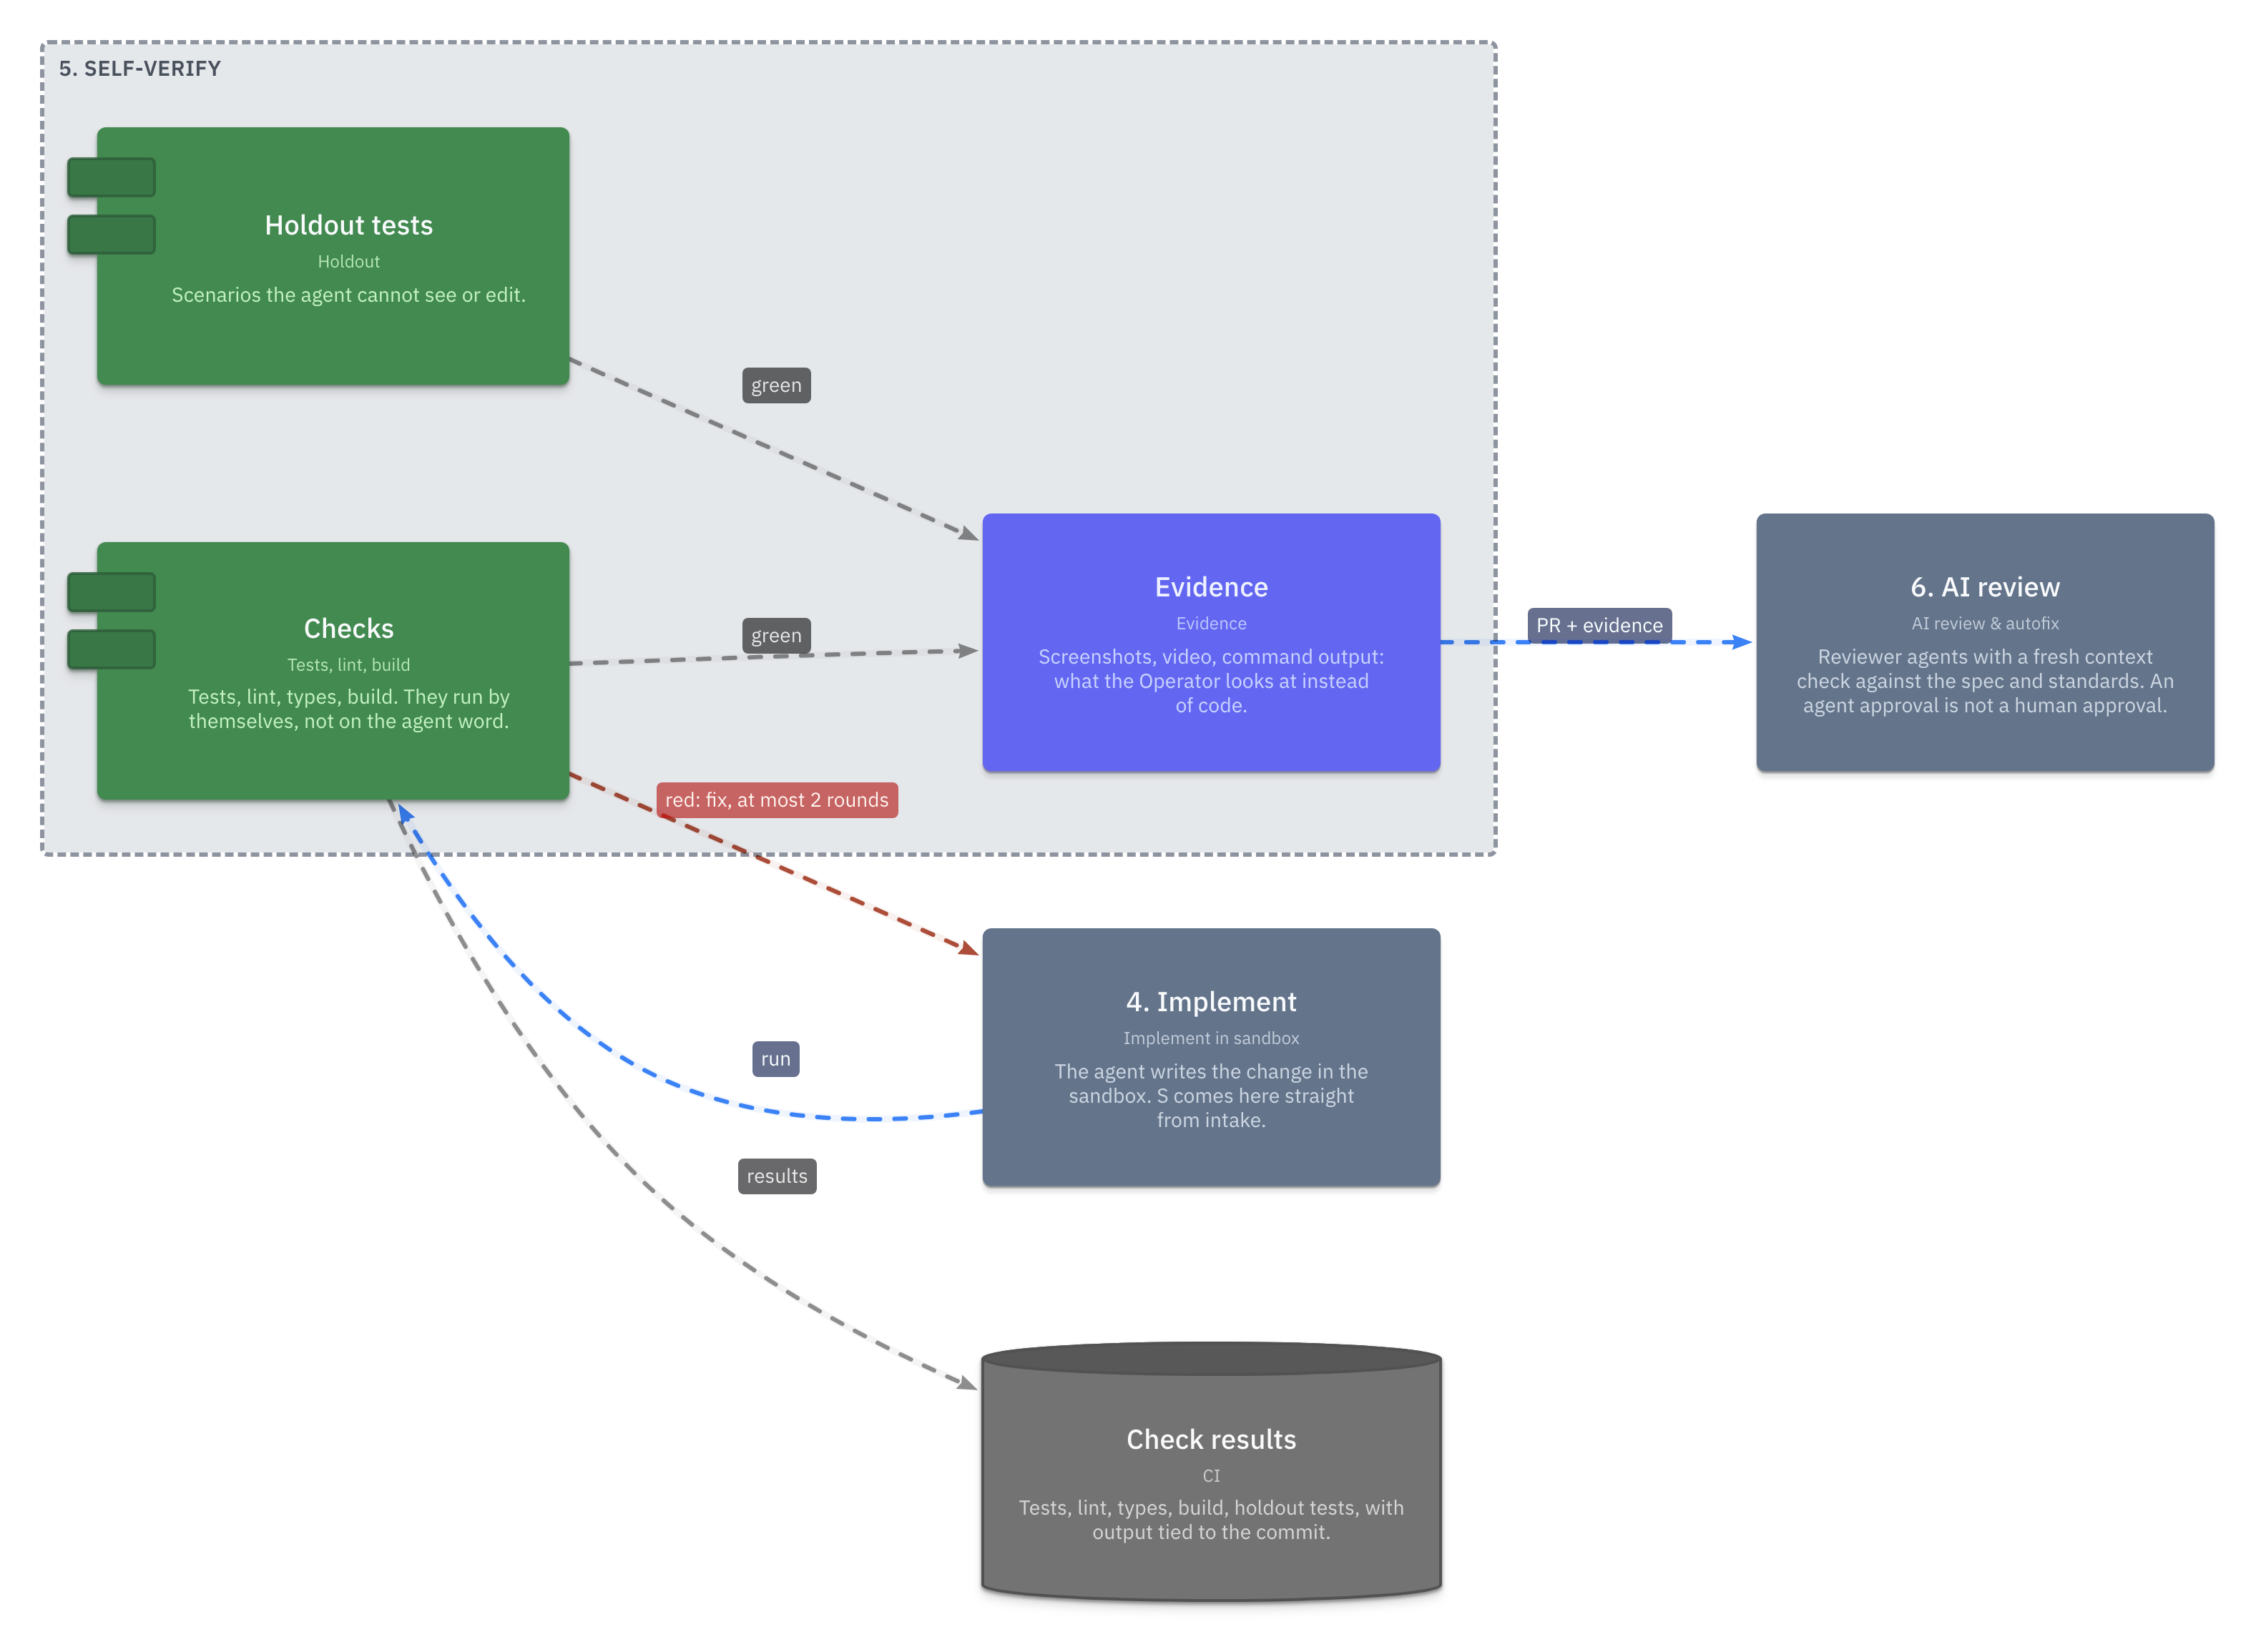 5. SELF-VERIFY
Holdout tests
Holdout
Scenarios the agent cannot see or edit.
green
Checks
Tests, lint, build
Tests, lint, types, build. They run by
themselves, not on the agent word.
green
Evidence
Evidence
Screenshots, video, command output:
what the Operator looks at instead
of code.
PR + evidence
6. AI review
AI review & autofix
Reviewer agents with a fresh context
check against the spec and standards. An
agent approval is not a human approval.
red: fix, at most 2 rounds
4. Implement
Implement in sandbox
The agent writes the change in the
sandbox. S comes here straight
from intake.
run
results
Check results
CI
Tests, lint, types, build, holdout tests, with
output tied to the commit.